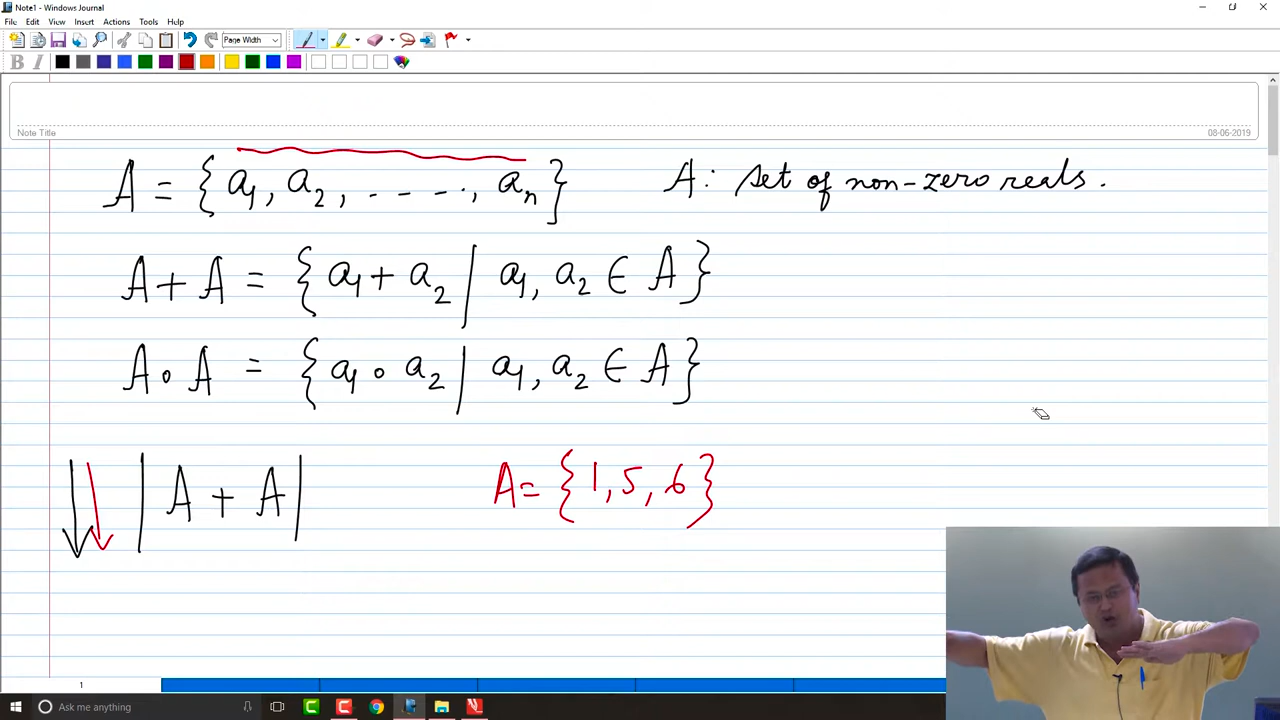 Note1 - Windows Journal
File Edit View Insert Actions Tools Help
Page Width
B I
Note Title
08-06-2019
A = {a1, a2, - - - - ., an} A: set of non-zero reals.
A + A = {a1 + a2 | a1, a2 ∈ A}
A ∘ A = {a1 ∘ a2 | a1, a2 ∈ A}
|A + A| A = {1, 5, 6}
1
Ask me anything